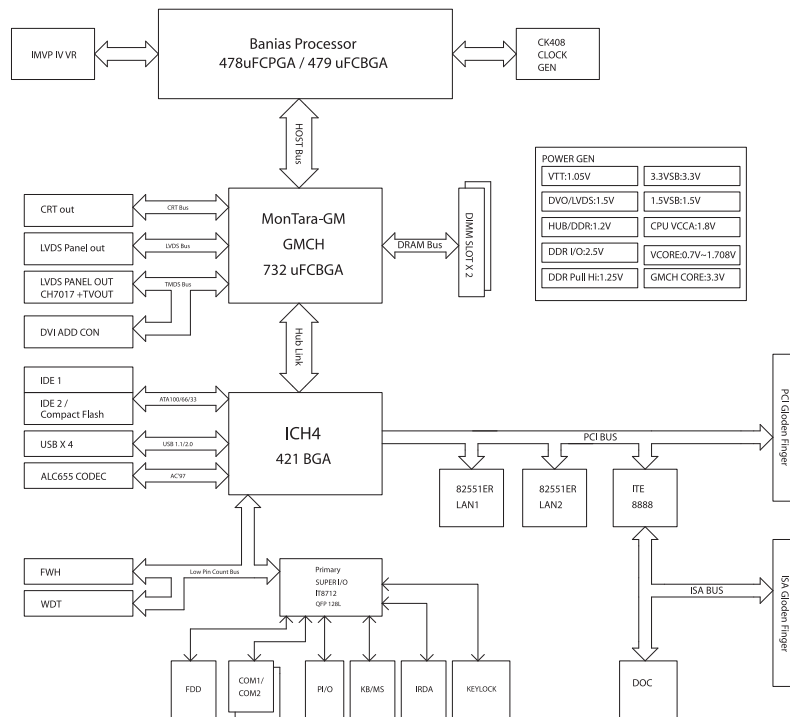 IMVP IV VR
Banias Processor
478uFCPGA / 479 uFCBGA
CK408
CLOCK
GEN
HOST Bus
POWER GEN
VTT:1.05V
3.3VSB:3.3V
DVO/LVDS:1.5V
1.5VSB:1.5V
HUB/DDR:1.2V
CPU VCCA:1.8V
DDR I/O:2.5V
VCORE:0.7V~1.708V
DDR Pull Hi:1.25V
GMCH CORE:3.3V
CRT out
CRT Bus
LVDS Panel out
LVDS Bus
LVDS PANEL OUT
CH7017 +TVOUT
TMDS Bus
DVI ADD CON
MonTara-GM
GMCH
732 uFCBGA
DRAM Bus
DIMM SLOT X 2
Hub Link
IDE 1
IDE 2 /
Compact Flash
ATA100/66/33
USB X 4
USB 1.1/2.0
ALC655 CODEC
AC'97
ICH4
421 BGA
PCI BUS
PCI Gloden Finger
82551ER
LAN1
82551ER
LAN2
ITE
8888
FWH
Low Pin Count Bus
WDT
Primary
SUPER I/O
IT8712
QFP 128L
ISA BUS
ISA Gloden Finger
FDD
COM1/
COM2
PI/O
KB/MS
IRDA
KEYLOCK
DOC